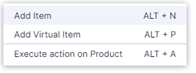 Add Item ALT + N
Add Virtual Item ALT + P
Execute action on Product ALT + A